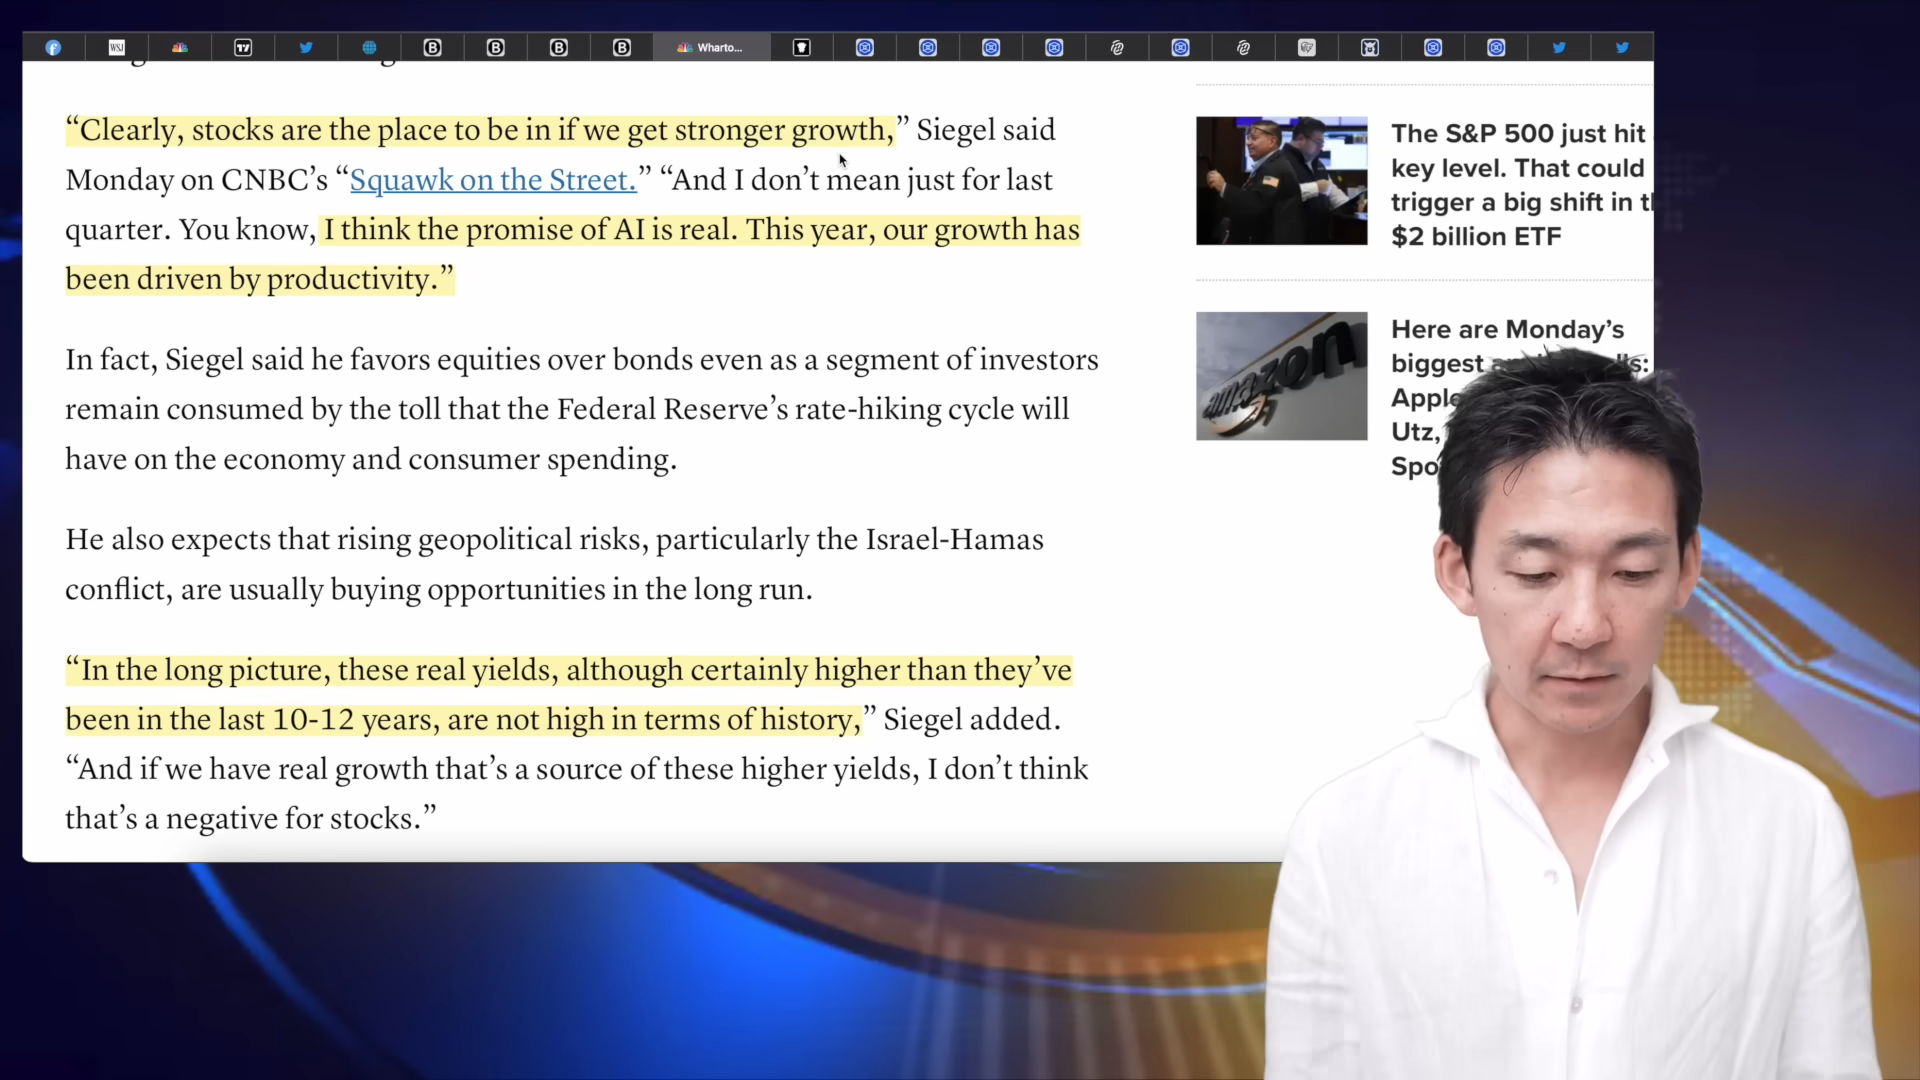 WSJ
TV
B
B
B
B
Wharto...
"Clearly, stocks are the place to be in if we get stronger growth," Siegel said
Monday on CNBC's "Squawk on the Street." "And I don't mean just for last
quarter. You know, I think the promise of AI is real. This year, our growth has
been driven by productivity."
In fact, Siegel said he favors equities over bonds even as a segment of investors
remain consumed by the toll that the Federal Reserve's rate-hiking cycle will
have on the economy and consumer spending.
He also expects that rising geopolitical risks, particularly the Israel-Hamas
conflict, are usually buying opportunities in the long run.
"In the long picture, these real yields, although certainly higher than they've
been in the last 10-12 years, are not high in terms of history," Siegel added.
"And if we have real growth that's a source of these higher yields, I don't think
that's a negative for stocks."
The S&P 500 just hit
key level. That could
trigger a big shift in
$2 billion ETF
amazon
Here are Monday's
biggest
Utz,